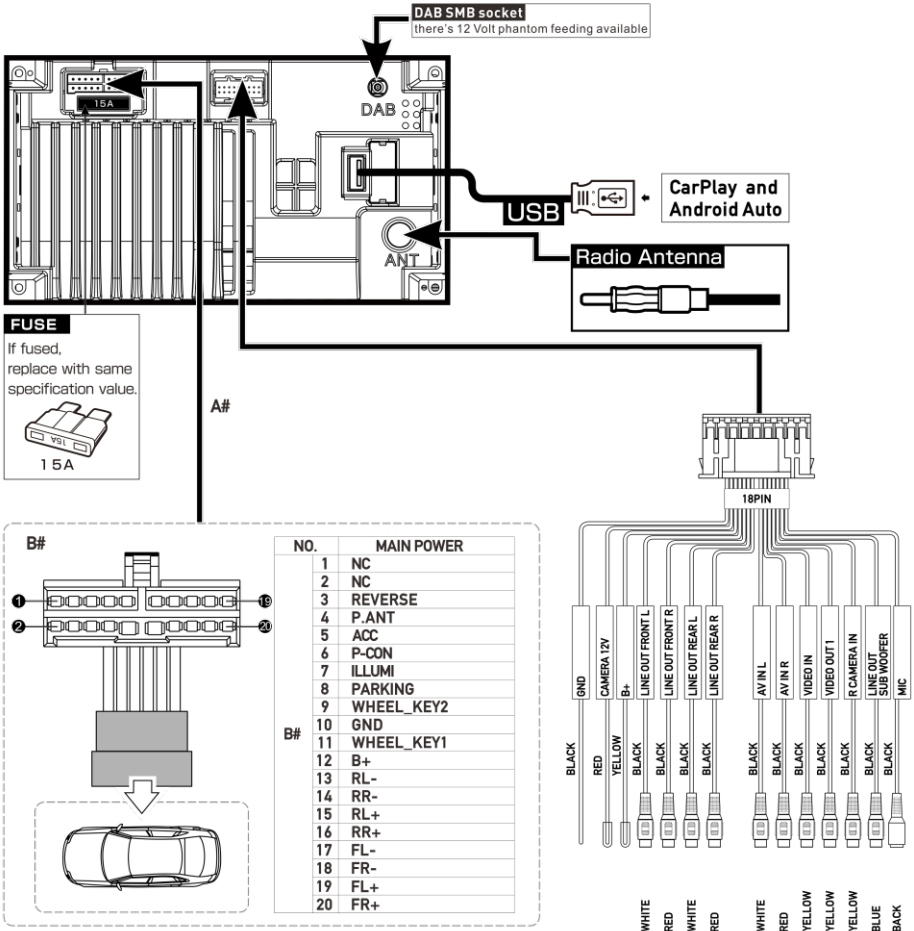 DAB SMB socket
there's 12 Volt phantom feeding available
15A
DAB
USB
CarPlay and
Android Auto
ANT
Radio Antenna
FUSE
If fused,
replace with same
specification value.
15A
15A
A#
18PIN
B#
1
19
2
20
NO. MAIN POWER
B#
1 NC
2 NC
3 REVERSE
4 P.ANT
5 ACC
6 P-CON
7 ILLUMI
8 PARKING
9 WHEEL_KEY2
10 GND
11 WHEEL_KEY1
12 B+
13 RL-
14 RR-
15 RL+
16 RR+
17 FL-
18 FR-
19 FL+
20 FR+
GND
CAMERA 12V
B+
LINE OUT FRONT L
LINE OUT FRONT R
LINE OUT REAR L
LINE OUT REAR R
AV IN L
AV IN R
VIDEO IN
VIDEO OUT 1
R CAMERA IN
LINE OUT
SUB WOOFER
MIC
BLACK
RED
YELLOW
BLACK
BLACK
BLACK
BLACK
BLACK
BLACK
BLACK
BLACK
BLACK
BLACK
BLACK
WHITE
RED
WHITE
RED
WHITE
RED
YELLOW
YELLOW
YELLOW
BLUE
BACK